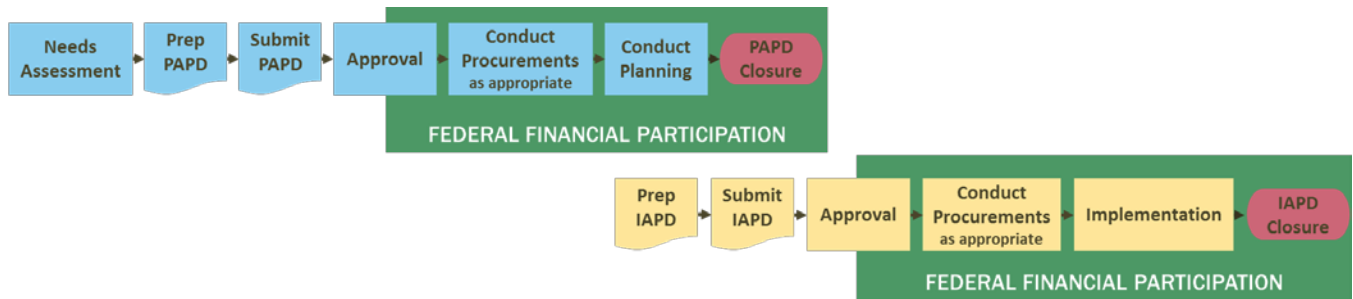 Needs
Assessment
Prep
PAPD
Submit
PAPD
Approval
Conduct
Procurements
as appropriate
Conduct
Planning
PAPD
Closure
FEDERAL FINANCIAL PARTICIPATION
Prep
IAPD
Submit
IAPD
Approval
Conduct
Procurements
as appropriate
Implementation
IAPD
Closure
FEDERAL FINANCIAL PARTICIPATION